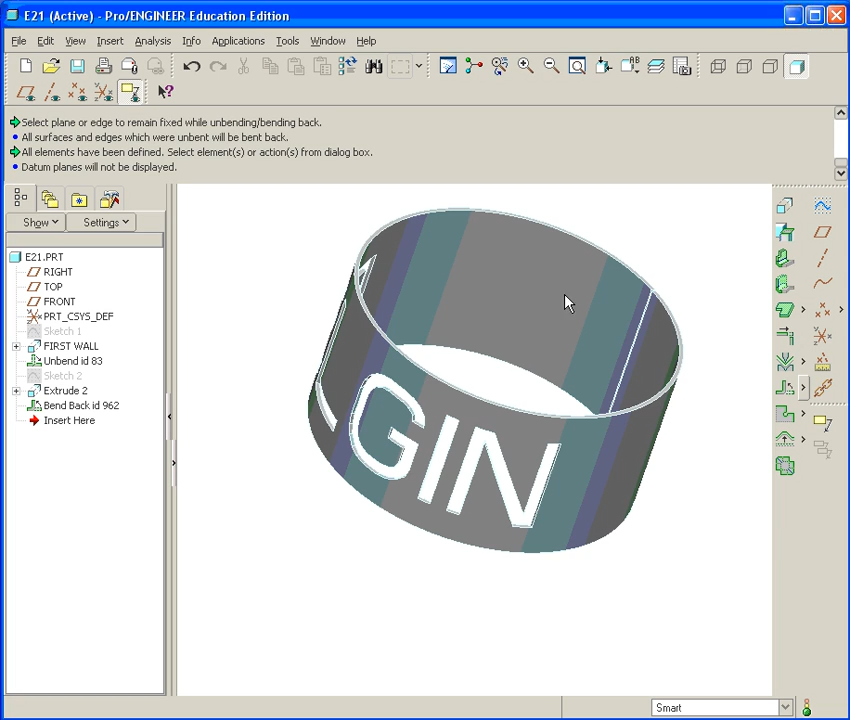 E21 (Active) - Pro/ENGINEER Education Edition
File Edit View Insert Analysis Info Applications Tools Window Help
Select plane or edge to remain fixed while unbending/bending back.
All surfaces and edges which were unbent will be bent back.
All elements have been defined. Select element(s) or action(s) from dialog box.
Datum planes will not be displayed.
Show Settings
E21.PRT
RIGHT
TOP
FRONT
PRT_CSYS_DEF
Sketch 1
FIRST WALL
Unbend id 83
Sketch 2
Extrude 2
Bend Back id 962
Insert Here
GIN
Smart